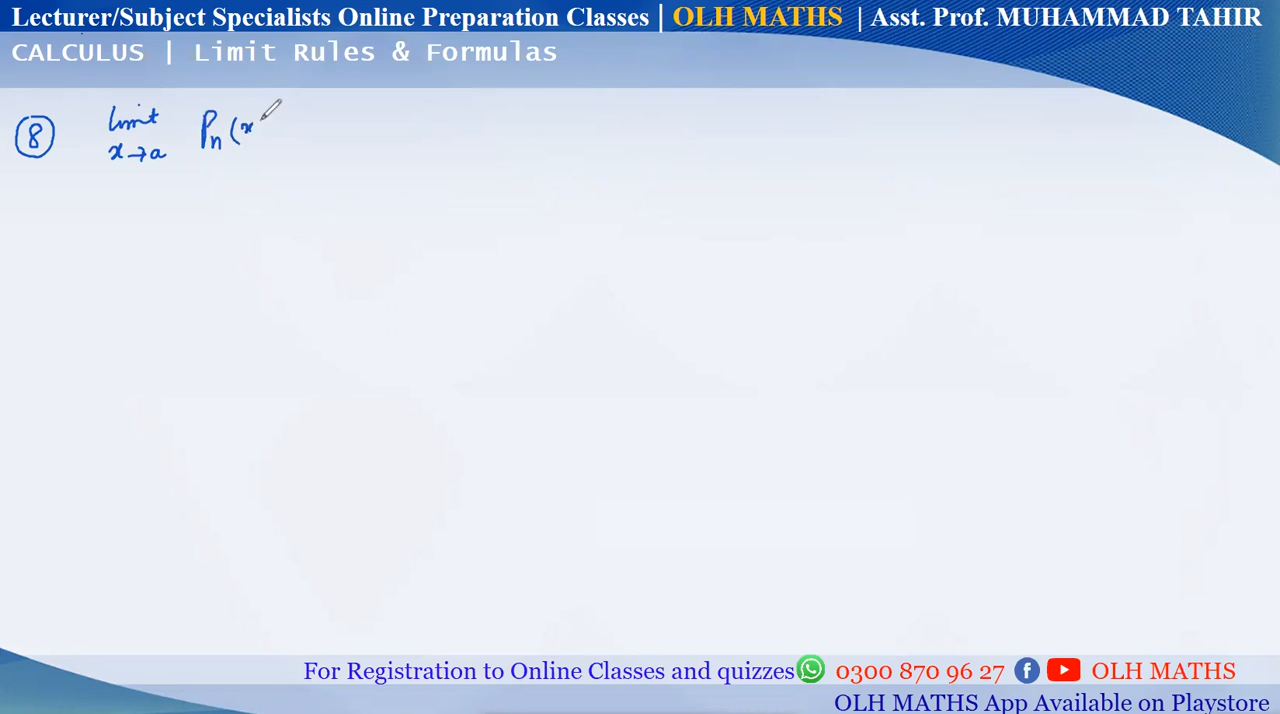 Lecturer/Subject Specialists Online Preparation Classes | OLH MATHS | Asst. Prof. MUHAMMAD TAHIR
CALCULUS | Limit Rules & Formulas
⑧ limit Pₙ(x
x→a
For Registration to Online Classes and quizzes 0300 870 96 27 OLH MATHS
OLH MATHS App Available on Playstore